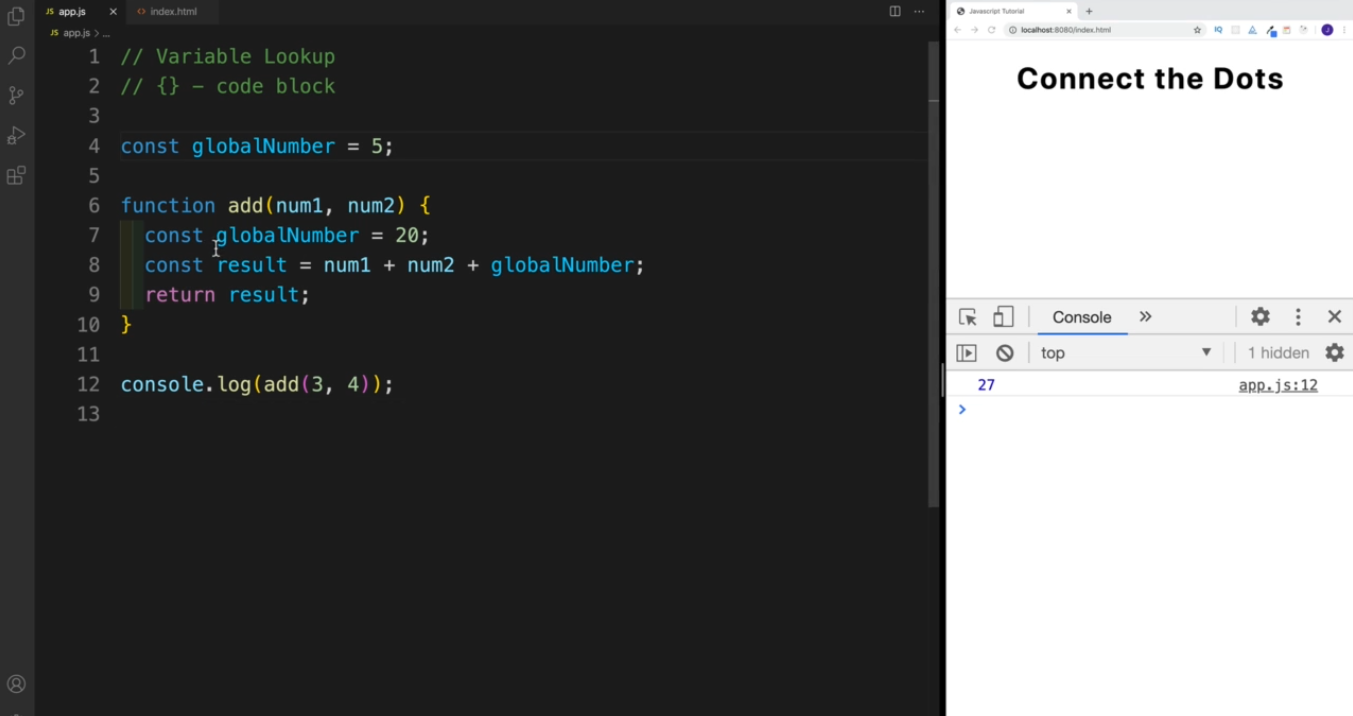 JS app.js × <> index.html
JS app.js > ...
1 // Variable Lookup
2 // {} – code block
3
4 const globalNumber = 5;
5
6 function add(num1, num2) {
7 const globalNumber = 20;
8 const result = num1 + num2 + globalNumber;
9 return result;
10 }
11
12 console.log(add(3, 4));
13
Javascript Tutorial
localhost:8080/index.html
IQ J
Connect the Dots
Console »
top 1 hidden
27 app.js:12